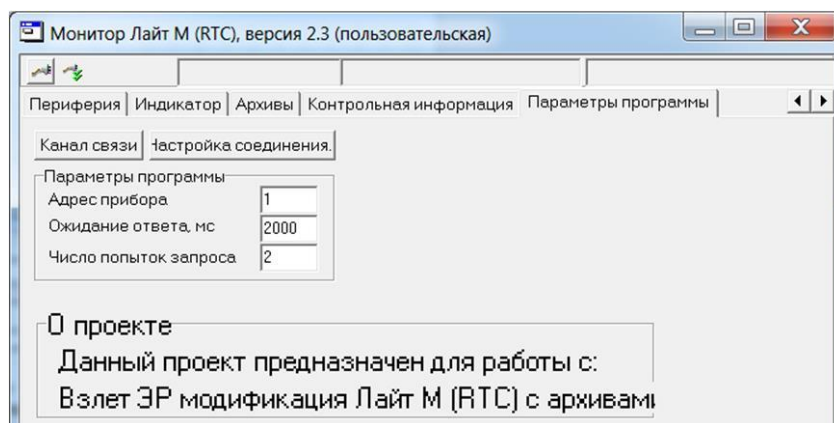 Монитор Лайт М (RTC), версия 2.3 (пользовательская)
Периферия Индикатор Архивы Контрольная информация Параметры программы
Канал связи Настройка соединения.
Параметры программы
Адрес прибора 1
Ожидание ответа, мс 2000
Число попыток запроса 2
О проекте
Данный проект предназначен для работы с:
Взлет ЭР модификация Лайт М (RTC) с архивами